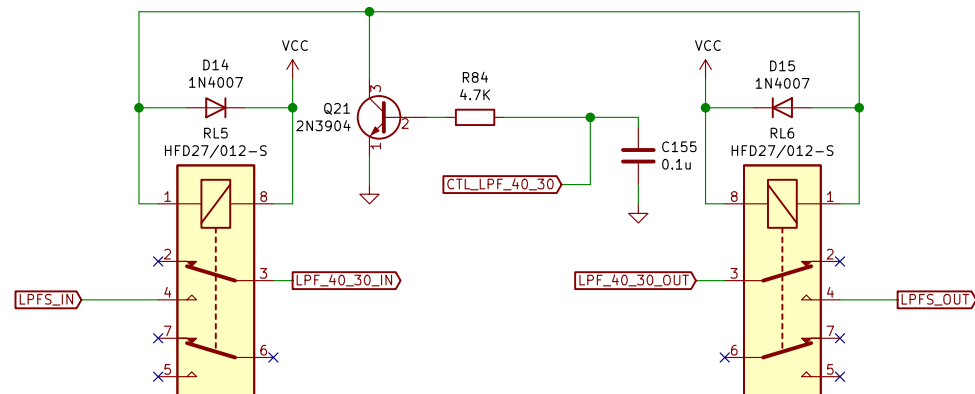 D14
1N4007
VCC
RL5
HFD27/012-S
1
8
2
3
4
7
6
5
LPFS_IN
LPF_40_30_IN
Q21
2N3904
3
2
1
R84
4.7K
CTL_LPF_40_30
C155
0.1u
VCC
D15
1N4007
RL6
HFD27/012-S
8
1
2
3
4
7
6
5
LPF_40_30_OUT
LPFS_OUT